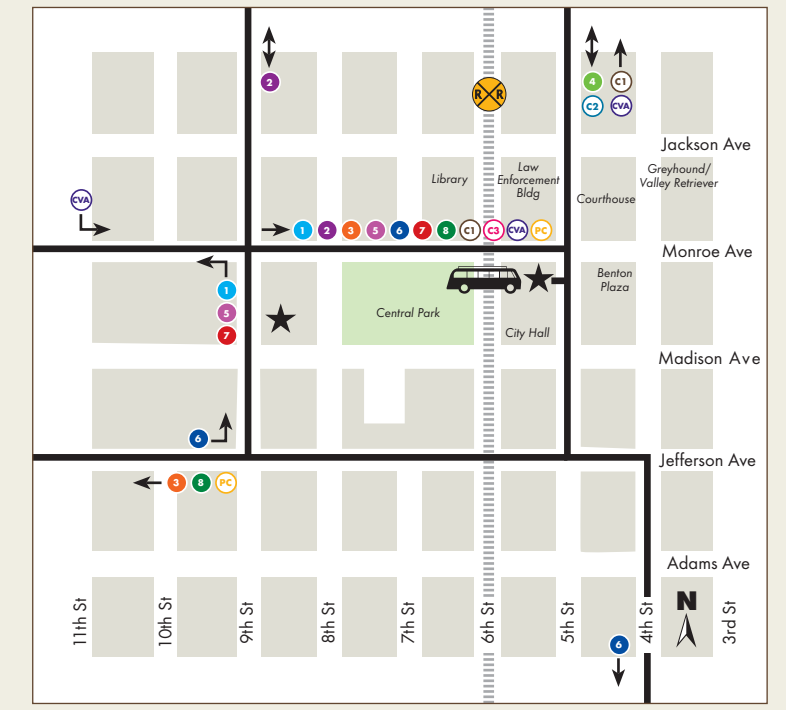 2
R R
4 C1
C2 CVA
Jackson Ave
Library
Law
Enforcement
Bldg
Greyhound/
Valley Retriever
Courthouse
CVA
1 2 3 5 6 7 8 C1 C3 CVA PC
Monroe Ave
1
5
7
Central Park
City Hall
Benton
Plaza
Madison Ave
6
Jefferson Ave
3 8 PC
Adams Ave
11th St
10th St
9th St
8th St
7th St
6th St
5th St
4th St
3rd St
N
6